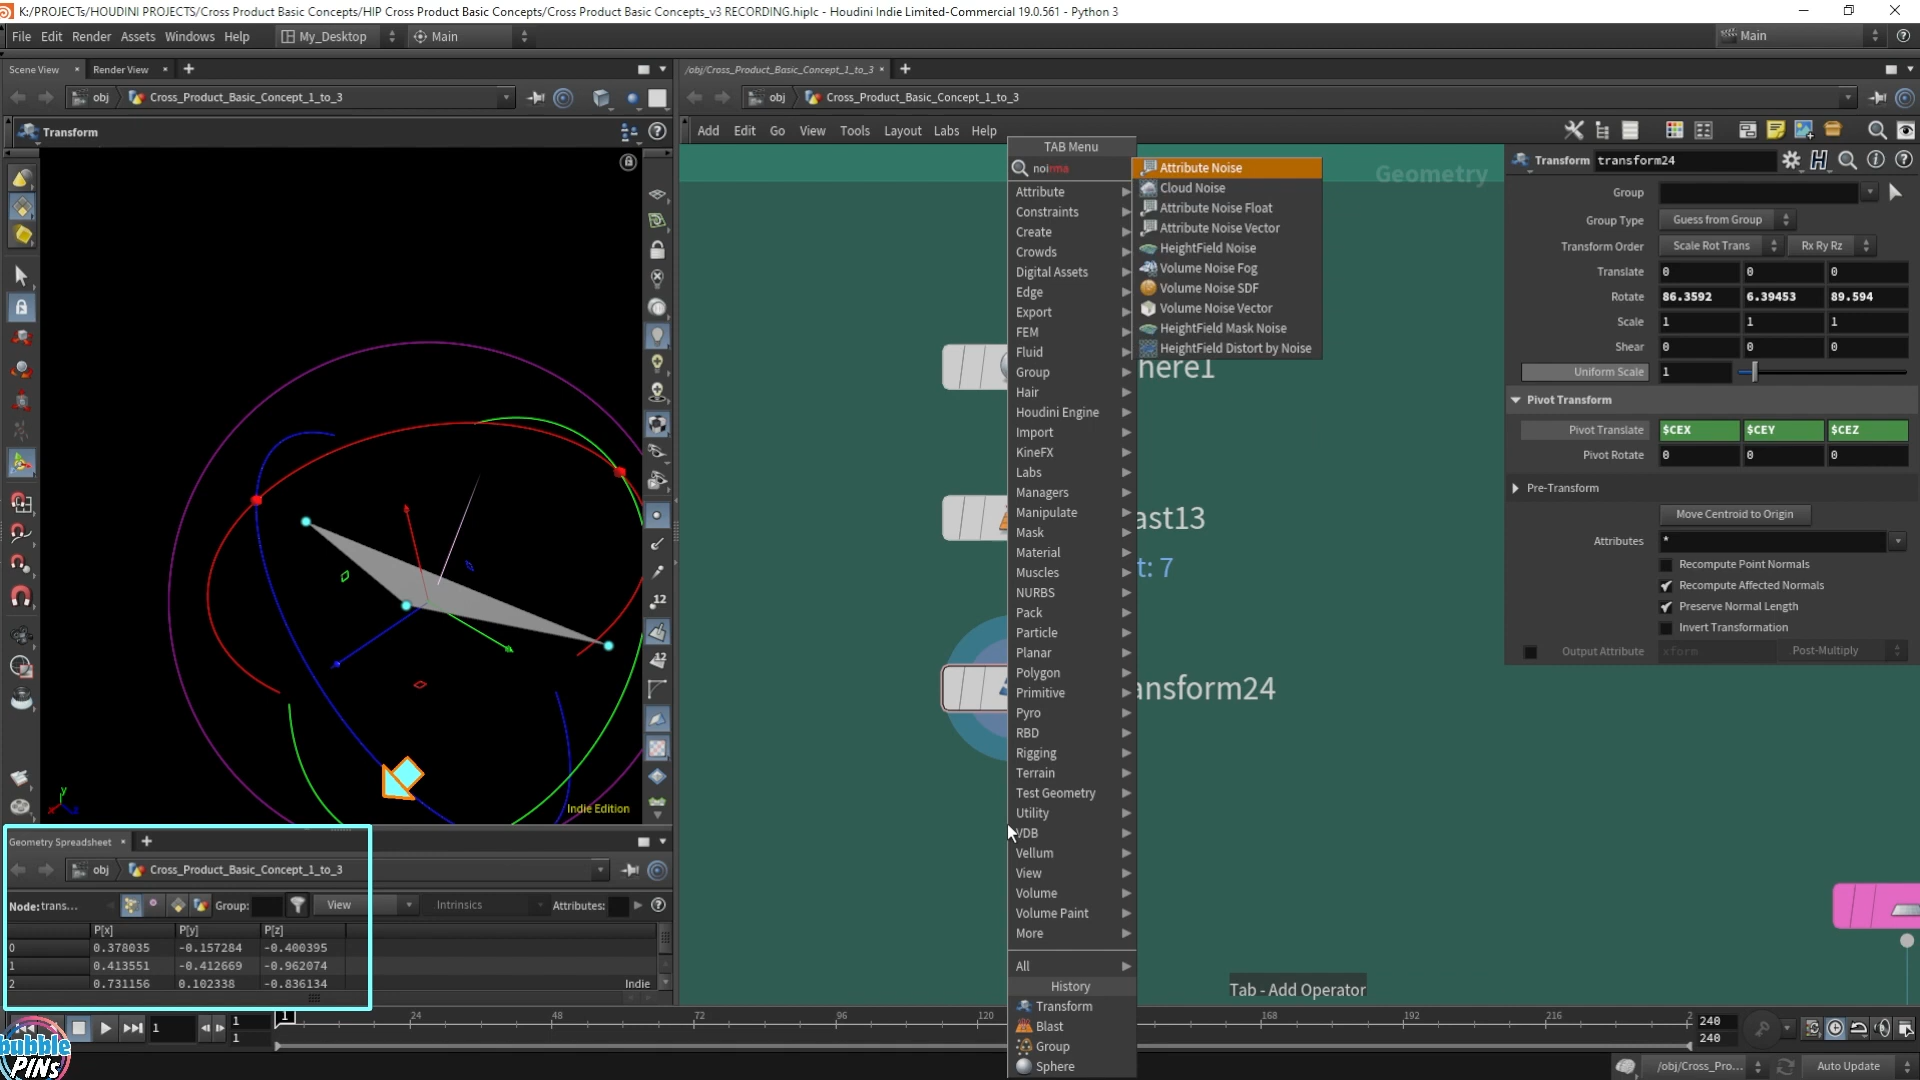 K:/PROJECTs/HOUDINI PROJECTS/Cross Product Basic Concepts/HIP Cross Product Basic Concepts/Cross Product Basic Concepts_v3 RECORDING.hiplc - Houdini Indie Limited-Commercial 19.0.561 - Python 3
File Edit Render Assets Windows Help My_Desktop Main Main
Scene View Render View
obj Cross_Product_Basic_Concept_1_to_3
Transform
Indie Edition
y
Geometry Spreadsheet
obj Cross_Product_Basic_Concept_1_to_3
Node: trans... Group: View Intrinsics Attributes:
P[x] P[y] P[z]
0 0.378035 -0.157284 -0.400395
1 0.413551 -0.412669 -0.962074
2 0.731156 0.102338 -0.836134 Indie
/obj/Cross_Product_Basic_Concept_1_to_3
obj Cross_Product_Basic_Concept_1_to_3
Add Edit Go View Tools Layout Labs Help
Geometry
TAB Menu
noirma
Attribute
Constraints
Create
Crowds
Digital Assets
Edge
Export
FEM
Fluid
Group
Hair
Houdini Engine
Import
KineFX
Labs
Managers
Manipulate
Mask
Material
Muscles
NURBS
Pack
Particle
Planar
Polygon
Primitive
Pyro
RBD
Rigging
Terrain
Test Geometry
Utility
VDB
Vellum
View
Volume
Volume Paint
More
All
History
Transform
Blast
Group
Sphere
Attribute Noise
Cloud Noise
Attribute Noise Float
Attribute Noise Vector
HeightField Noise
Volume Noise Fog
Volume Noise SDF
Volume Noise Vector
HeightField Mask Noise
HeightField Distort by Noise
here1
ast13
t: 7
ansform24
Tab - Add Operator
Transform transform24
Group
Group Type Guess from Group
Transform Order Scale Rot Trans Rx Ry Rz
Translate 0 0 0
Rotate 86.3592 6.39453 89.594
Scale 1 1 1
Shear 0 0 0
Uniform Scale 1
Pivot Transform
Pivot Translate $CEX $CEY $CEZ
Pivot Rotate 0 0 0
Pre-Transform
Move Centroid to Origin
Attributes *
Recompute Point Normals
Recompute Affected Normals
Preserve Normal Length
Invert Transformation
Output Attribute xform Post-Multiply
1 1 1 1 24 48 72 96 120 168 192 216 2 240 240
/obj/Cross_Pro... Auto Update
bubble
PiNs